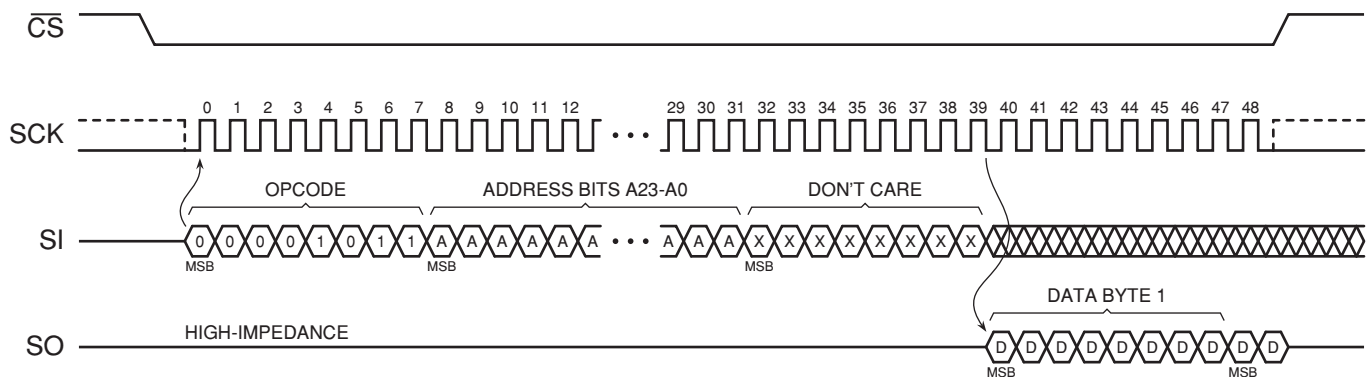 CS
0 1 2 3 4 5 6 7 8 9 10 11 12 29 30 31 32 33 34 35 36 37 38 39 40 41 42 43 44 45 46 47 48
SCK
OPCODE ADDRESS BITS A23-A0 DON'T CARE
SI 0 0 0 0 1 0 1 1 A A A A A A A A A X X X X X X X X
MSB MSB MSB
DATA BYTE 1
HIGH-IMPEDANCE
SO D D D D D D D D D D
MSB MSB